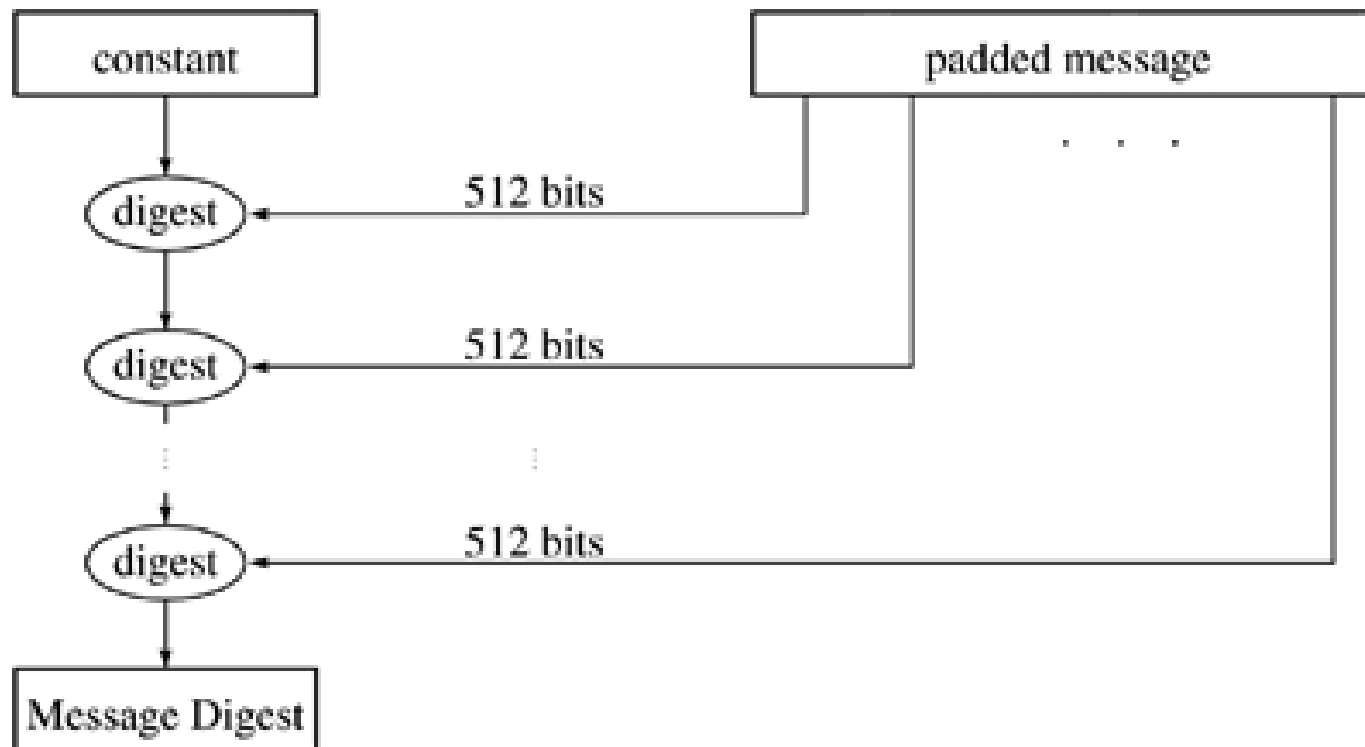 constant
padded message
. . .
512 bits
digest
512 bits
digest
512 bits
digest
Message Digest